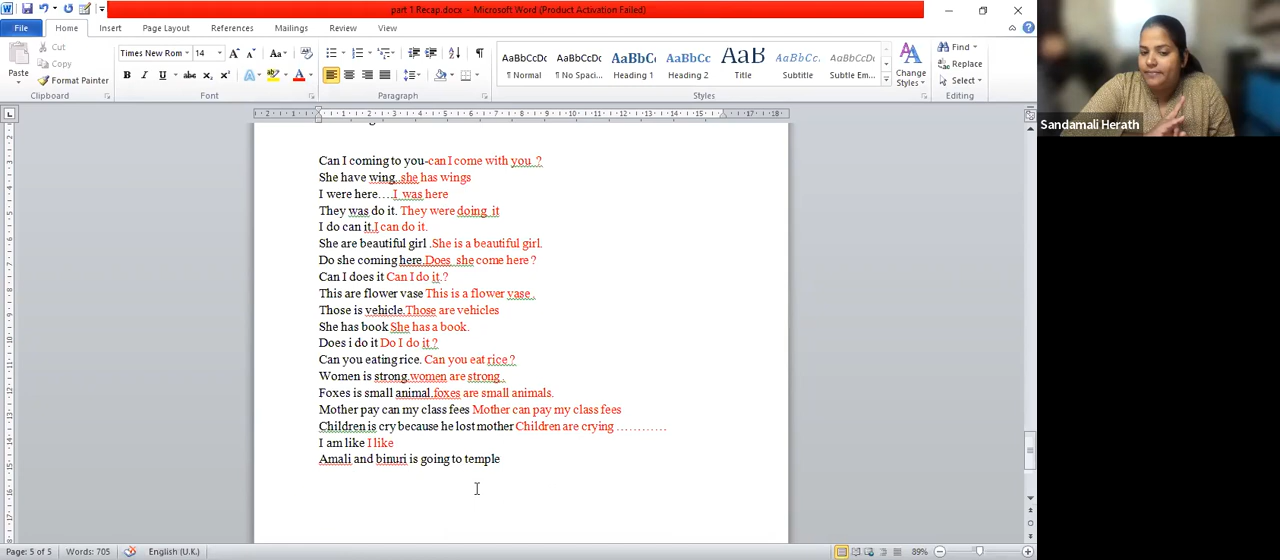 part 1 Recap.docx - Microsoft Word (Product Activation Failed)
File Home Insert Page Layout References Mailings Review View
Cut
Copy
Format Painter
Paste
Clipboard
Times New Rom 14
Font
Paragraph
AaBbCcDc AaBbCcDc AaBbCc AaBbCc AaB AaBbCc. AaBbCcDc
¶ Normal ¶ No Spaci... Heading 1 Heading 2 Title Subtitle Subtle Em...
Change Styles
Styles
Find
Replace
Select
Editing
Sandamali Herath
Can I coming to you-can I come with you ?
She have wing..she has wings
I were here….I was here
They was do it. They were doing it
I do can it.I can do it.
She are beautiful girl .She is a beautiful girl.
Do she coming here.Does she come here ?
Can I does it Can I do it.?
This are flower vase This is a flower vase .
Those is vehicle.Those are vehicles
She has book She has a book.
Does i do it Do I do it.?
Can you eating rice. Can you eat rice ?
Women is strong.women are strong .
Foxes is small animal.foxes are small animals.
Mother pay can my class fees Mother can pay my class fees
Children is cry because he lost mother Children are crying …………
I am like I like
Amali and binuri is going to temple
Page: 5 of 5 Words: 705 English (U.K.) 89%